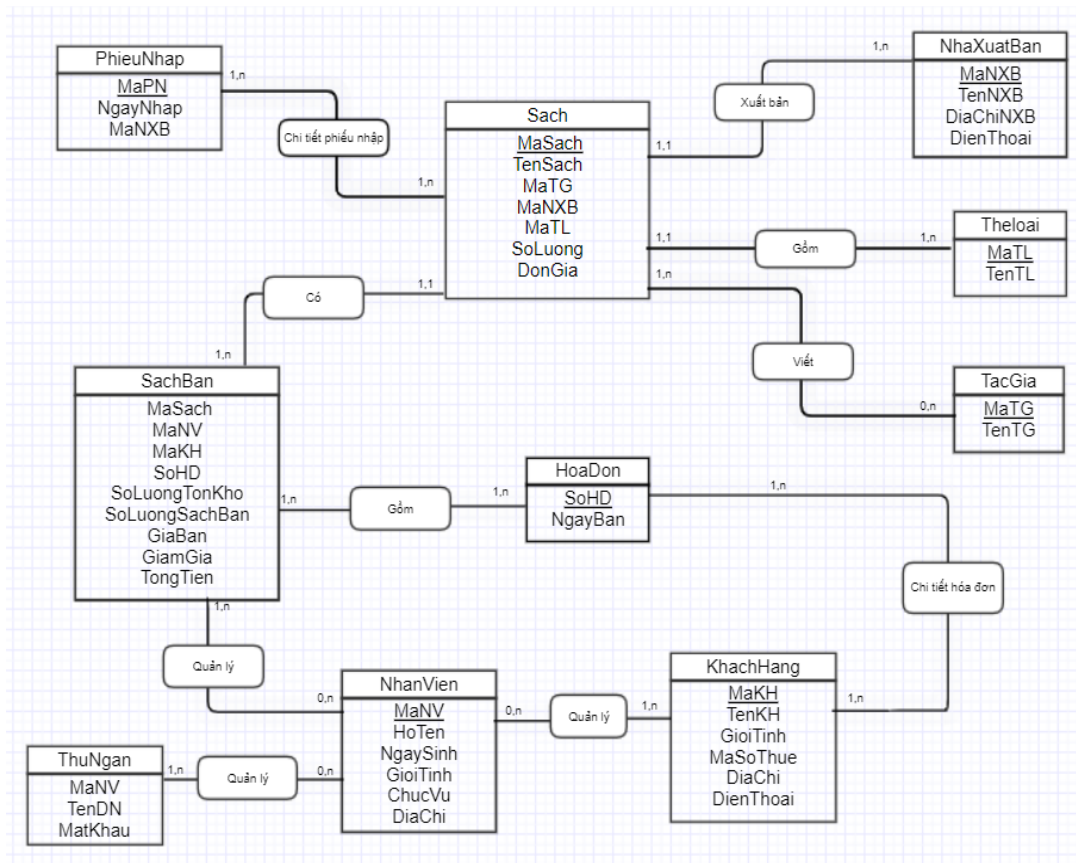 PhieuNhap
MaPN
NgayNhap
MaNXB
1,n
Chi tiết phiếu nhập
1,n
Sach
MaSach
TenSach
MaTG
MaNXB
MaTL
SoLuong
DonGia
1,1
Xuất bản
1,n
NhaXuatBan
MaNXB
TenNXB
DiaChiNXB
DienThoai
1,1
Gồm
1,n
Theloai
MaTL
TenTL
1,n
Viết
0,n
TacGia
MaTG
TenTG
1,1
Có
1,n
SachBan
MaSach
MaNV
MaKH
SoHD
SoLuongTonKho
SoLuongSachBan
GiaBan
GiamGia
TongTien
1,n
Gồm
1,n
HoaDon
SoHD
NgayBan
1,n
Chi tiết hóa đơn
1,n
1,n
Quản lý
0,n
NhanVien
MaNV
HoTen
NgaySinh
GioiTinh
ChucVu
DiaChi
0,n
Quản lý
1,n
KhachHang
MaKH
TenKH
GioiTinh
MaSoThue
DiaChi
DienThoai
ThuNgan
MaNV
TenDN
MatKhau
1,n
Quản lý
0,n